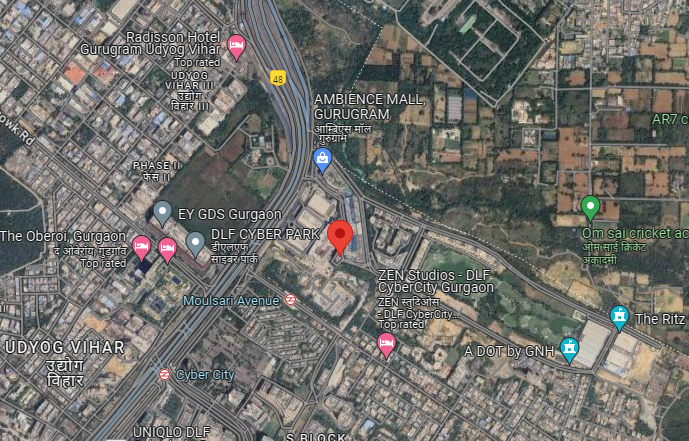 Radisson Hotel
Gurugram Udyog Vihar
Top rated
UDYOG
VIHAR III
उद्योग
विहार III
48
AMBIENCE MALL,
GURUGRAM
आम्बिएंस मॉल
गुरुग्राम
AR7 c
PHASE II
फेस II
EY GDS Gurgaon
The Oberoi, Gurgaon
द ओबेरॉय, गुड़गांव
Top rated
DLF CYBER PARK
डीएलएफ
साइबर पार्क
Om sai cricket ac
ओम साई क्रिकेट
अकादमी
Moulsari Avenue
ZEN Studios - DLF
CyberCity Gurgaon
ZEN स्तूदिओस
- DLF CyberCity...
Top rated
The Ritz
A DOT by GNH
UDYOG VIHAR
उद्योग
विहार
Cyber City
UNIQLO DLF
S BLOCK